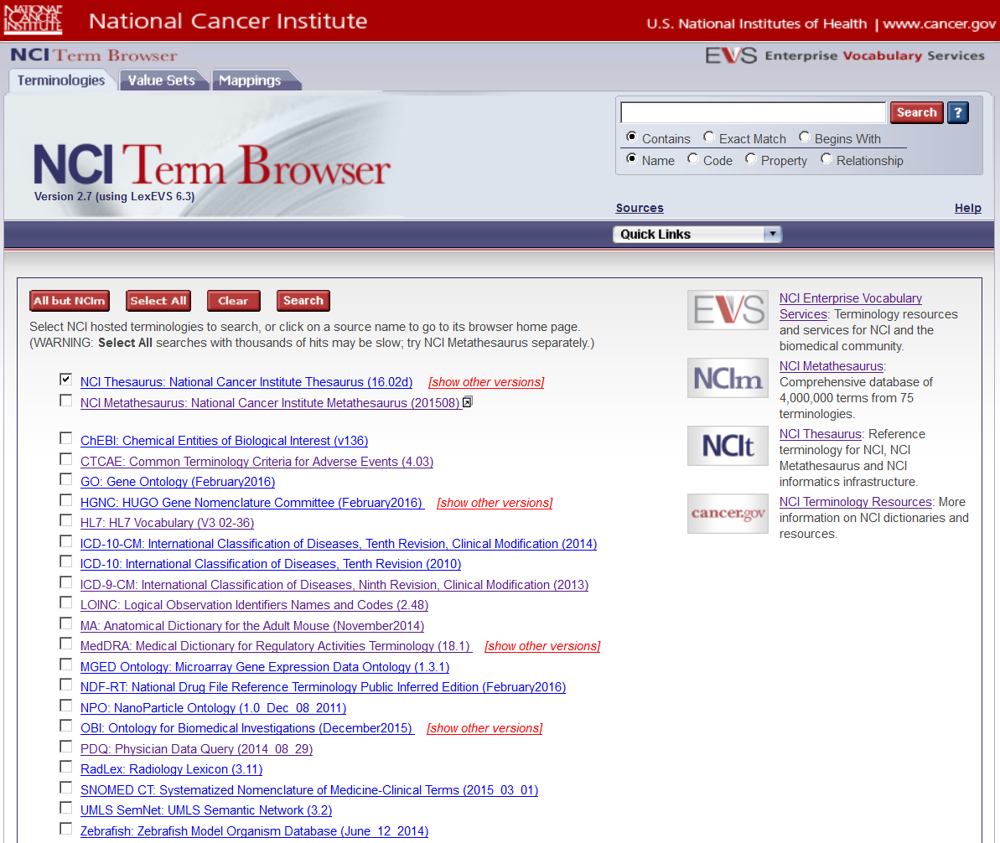 NATIONAL CANCER INSTITUTE
National Cancer Institute
U.S. National Institutes of Health | www.cancer.gov
NCI Term Browser
EVS Enterprise Vocabulary Services
Terminologies
Value Sets
Mappings
Search
?
Contains Exact Match Begins With
Name Code Property Relationship
NCI Term Browser
Version 2.7 (using LexEVS 6.3)
Sources
Help
Quick Links
All but NCIm
Select All
Clear
Search
Select NCI hosted terminologies to search, or click on a source name to go to its browser home page.
(WARNING: Select All searches with thousands of hits may be slow; try NCI Metathesaurus separately.)
NCI Thesaurus: National Cancer Institute Thesaurus (16.02d) [show other versions]
NCI Metathesaurus: National Cancer Institute Metathesaurus (201508)
ChEBI: Chemical Entities of Biological Interest (v136)
CTCAE: Common Terminology Criteria for Adverse Events (4.03)
GO: Gene Ontology (February2016)
HGNC: HUGO Gene Nomenclature Committee (February2016) [show other versions]
HL7: HL7 Vocabulary (V3 02-36)
ICD-10-CM: International Classification of Diseases, Tenth Revision, Clinical Modification (2014)
ICD-10: International Classification of Diseases, Tenth Revision (2010)
ICD-9-CM: International Classification of Diseases, Ninth Revision, Clinical Modification (2013)
LOINC: Logical Observation Identifiers Names and Codes (2.48)
MA: Anatomical Dictionary for the Adult Mouse (November2014)
MedDRA: Medical Dictionary for Regulatory Activities Terminology (18.1) [show other versions]
MGED Ontology: Microarray Gene Expression Data Ontology (1.3.1)
NDF-RT: National Drug File Reference Terminology Public Inferred Edition (February2016)
NPO: NanoParticle Ontology (1.0_Dec_08_2011)
OBI: Ontology for Biomedical Investigations (December2015) [show other versions]
PDQ: Physician Data Query (2014_08_29)
RadLex: Radiology Lexicon (3.11)
SNOMED CT: Systematized Nomenclature of Medicine-Clinical Terms (2015_03_01)
UMLS SemNet: UMLS Semantic Network (3.2)
Zebrafish: Zebrafish Model Organism Database (June_12_2014)
EVS
NCI Enterprise Vocabulary
Services: Terminology resources
and services for NCI and the
biomedical community.
NCIm
NCI Metathesaurus:
Comprehensive database of
4,000,000 terms from 75
terminologies.
NCIt
NCI Thesaurus: Reference
terminology for NCI, NCI
Metathesaurus and NCI
informatics infrastructure.
cancer.gov
NCI Terminology Resources: More
information on NCI dictionaries and
resources.